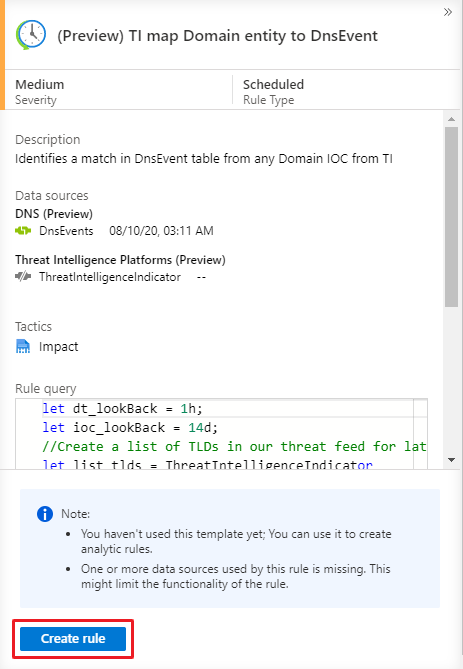 »
(Preview) TI map Domain entity to DnsEvent
Medium
Severity
Scheduled
Rule Type
Description
Identifies a match in DnsEvent table from any Domain IOC from TI
Data sources
DNS (Preview)
DnsEvents 08/10/20, 03:11 AM
Threat Intelligence Platforms (Preview)
ThreatIntelligenceIndicator --
Tactics
Impact
Rule query
let dt_lookBack = 1h;
let ioc_lookBack = 14d;
//Create a list of TLDs in our threat feed for lat
let list_tlds = ThreatIntelligenceIndicator
Note:
• You haven't used this template yet; You can use it to create
analytic rules.
• One or more data sources used by this rule is missing. This
might limit the functionality of the rule.
Create rule